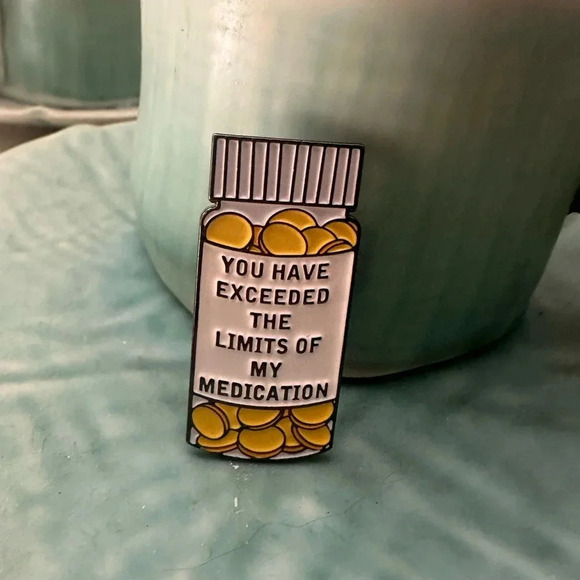 YOU HAVE
EXCEEDED
THE
LIMITS OF
MY
MEDICATION